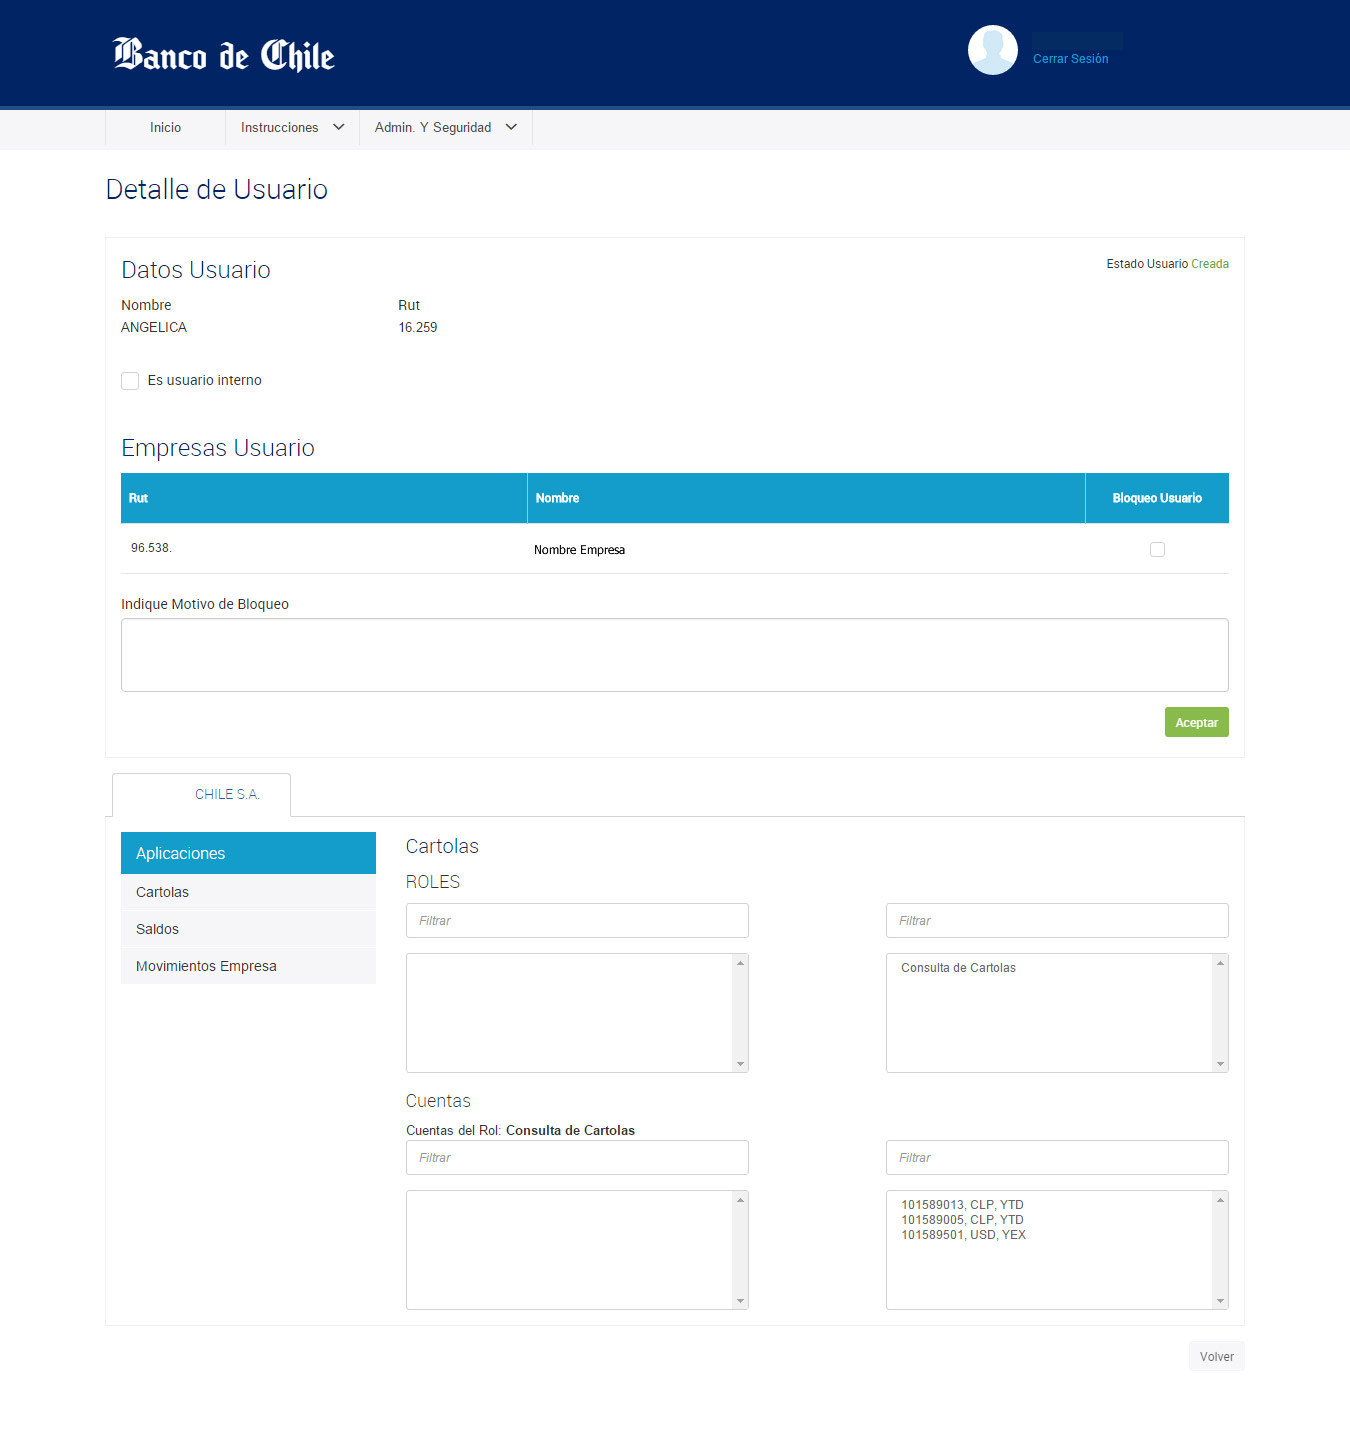 Banco de Chile
Cerrar Sesión
Inicio
Instrucciones
Admin. Y Seguridad
Detalle de Usuario
Datos Usuario
Estado Usuario Creada
Nombre Rut
ANGELICA 16.259
Es usuario interno
Empresas Usuario
Rut Nombre Bloqueo Usuario
96.538. Nombre Empresa
Indique Motivo de Bloqueo
Aceptar
CHILE S.A.
Aplicaciones
Cartolas
Saldos
Movimientos Empresa
Cartolas
ROLES
Filtrar Filtrar
Consulta de Cartolas
Cuentas
Cuentas del Rol: Consulta de Cartolas
Filtrar Filtrar
101589013, CLP, YTD
101589005, CLP, YTD
101589501, USD, YEX
Volver